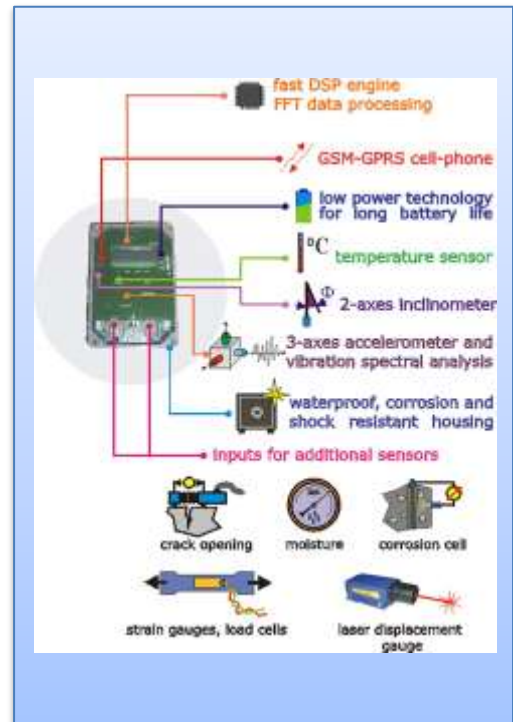 fast DSP engine
FFT data processing
GSM-GPRS cell-phone
low power technology
for long battery life
°C
temperature sensor
Φ
2-axes inclinometer
3-axes accelerometer and
vibration spectral analysis
waterproof, corrosion and
shock resistant housing
inputs for additional sensors
crack opening
moisture
corrosion cell
strain gauges, load cells
laser displacement
gauge